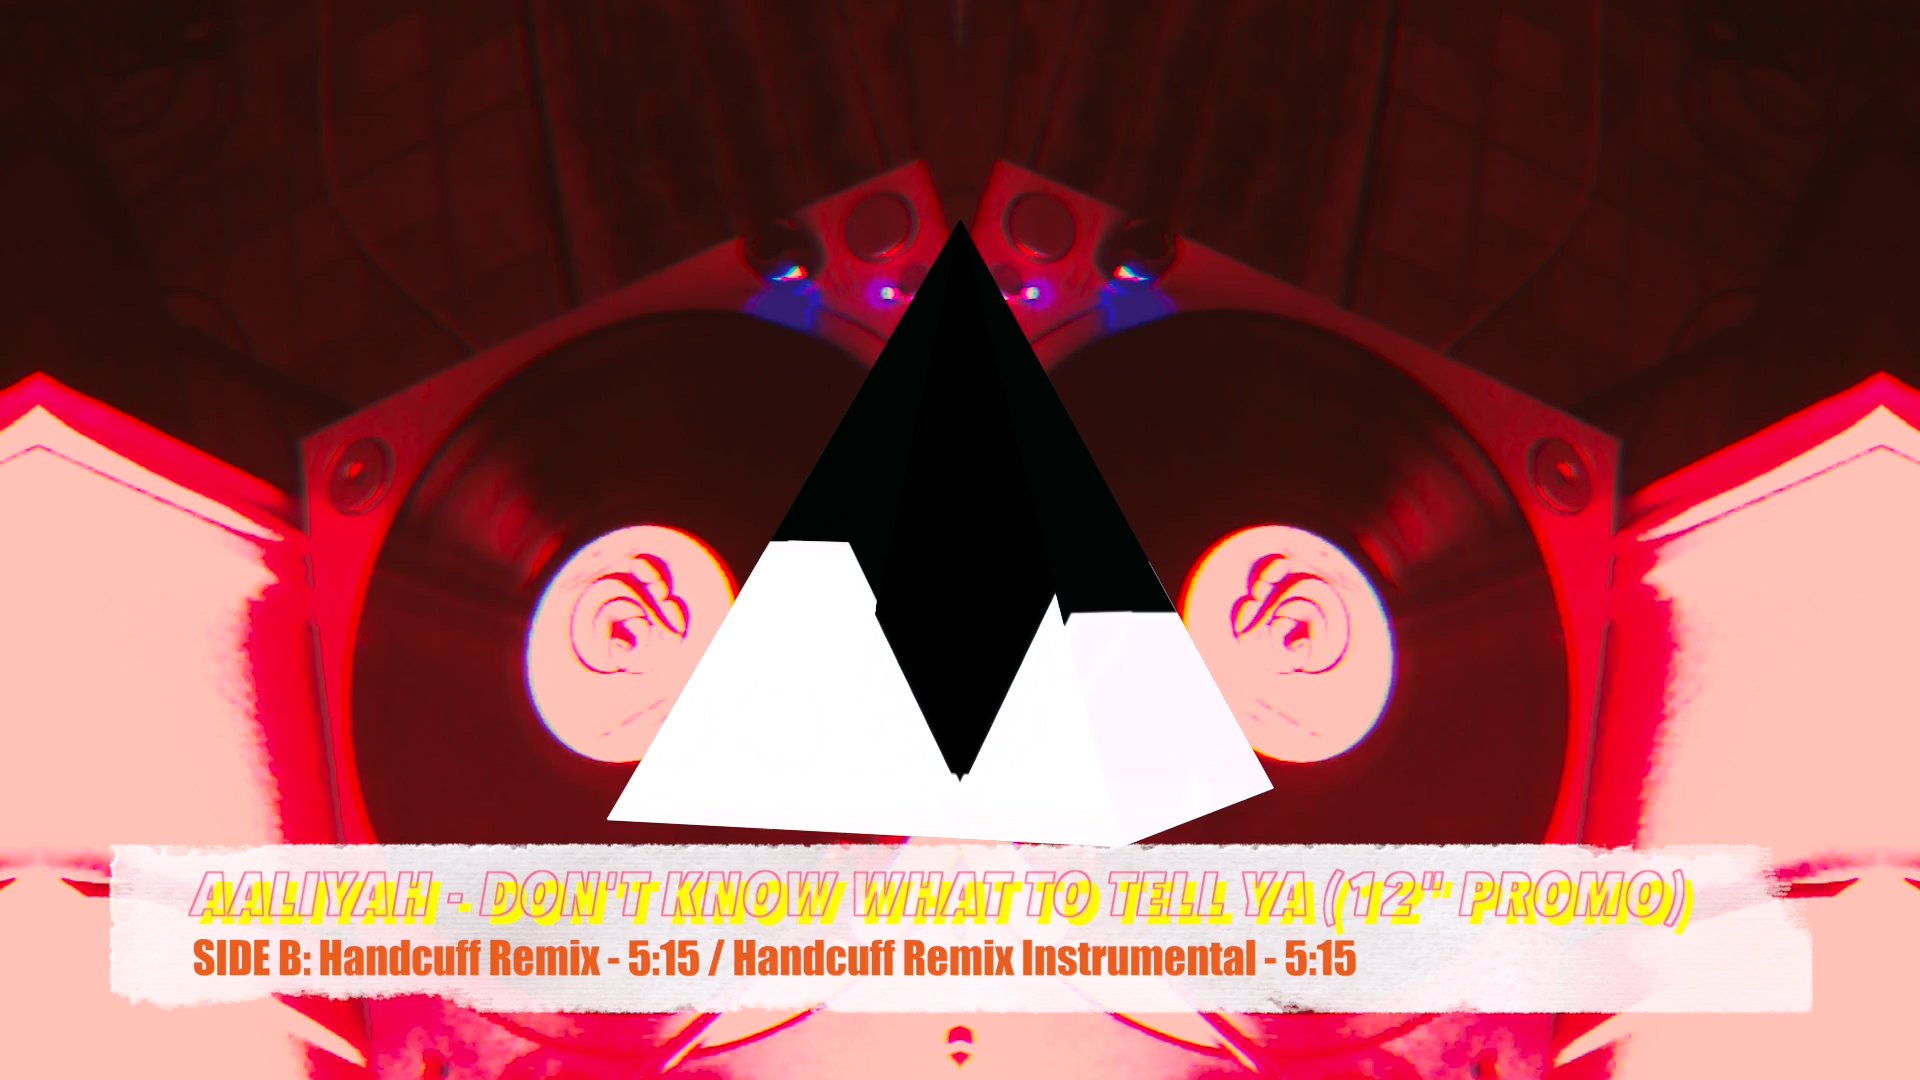 AALIYAH - DON'T KNOW WHAT TO TELL YA (12" PROMO)
SIDE B: Handcuff Remix - 5:15 / Handcuff Remix Instrumental - 5:15